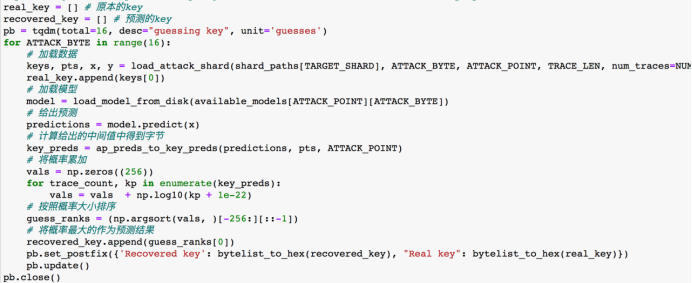 real_key = [] # 原本的key
recovered_key = [] # 预测的key
pb = tqdm(total=16, desc="guessing key", unit='guesses')
for ATTACK_BYTE in range(16):
    # 加载数据
    keys, pts, x, y = load_attack_shard(shard_paths[TARGET_SHARD], ATTACK_BYTE, ATTACK_POINT, TRACE_LEN, num_traces=NUM
    real_key.append(keys[0])
    # 加载模型
    model = load_model_from_disk(available_models[ATTACK_POINT][ATTACK_BYTE])
    # 给出预测
    predictions = model.predict(x)
    # 计算给出的中间值中得到字节
    key_preds = ap_preds_to_key_preds(predictions, pts, ATTACK_POINT)
    # 将概率累加
    vals = np.zeros((256))
    for trace_count, kp in enumerate(key_preds):
        vals = vals  + np.log10(kp + 1e-22)
    # 按照概率大小排序
    guess_ranks = (np.argsort(vals, )[-256:][::-1])
    # 将概率最大的作为预测结果
    recovered_key.append(guess_ranks[0])
    pb.set_postfix({'Recovered key': bytelist_to_hex(recovered_key), "Real key": bytelist_to_hex(real_key)})
    pb.update()
pb.close()